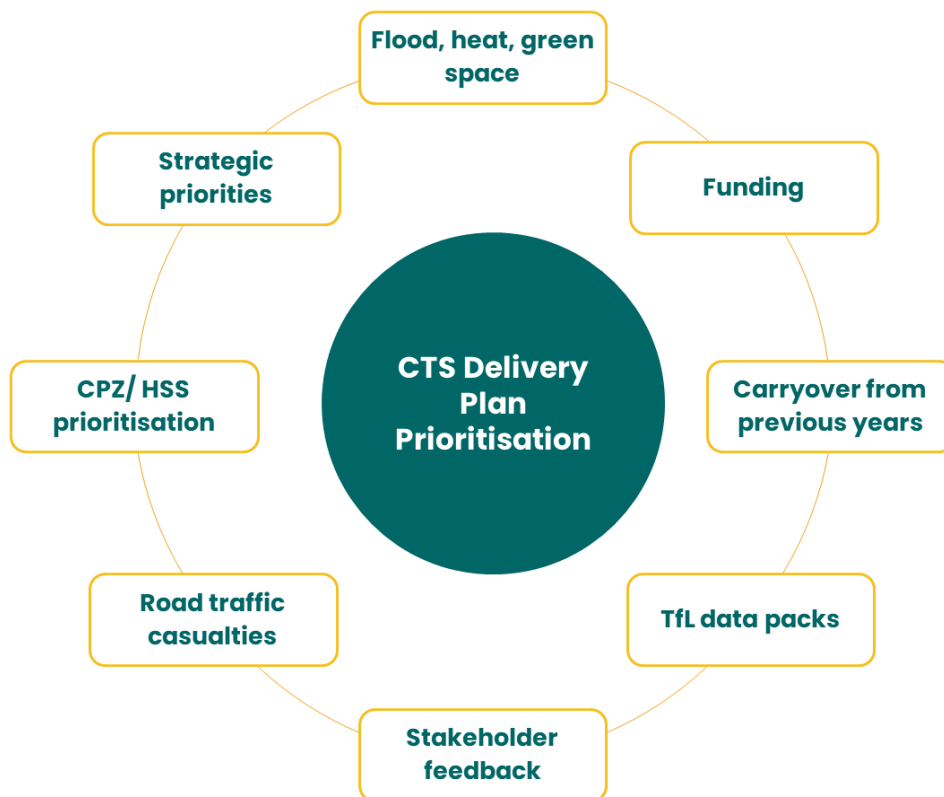 Flood, heat, green
space
Strategic
priorities
Funding
CTS Delivery
Plan
Prioritisation
CPZ/ HSS
prioritisation
Carryover from
previous years
Road traffic
casualties
TfL data packs
Stakeholder
feedback